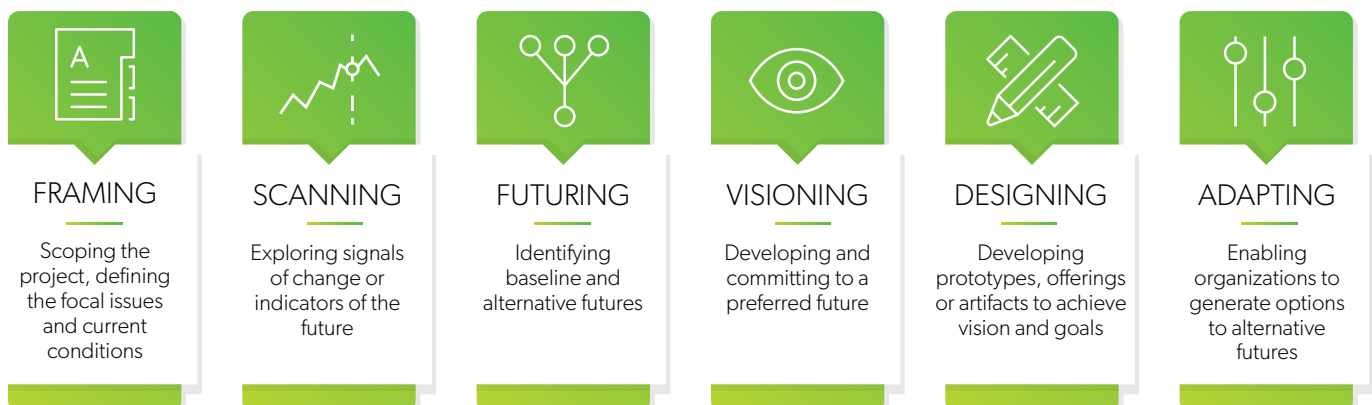 A
FRAMING
Scoping the
project, defining
the focal issues
and current
conditions
SCANNING
Exploring signals
of change or
indicators of the
future
FUTURING
Identifying
baseline and
alternative futures
VISIONING
Developing and
committing to a
preferred future
DESIGNING
Developing
prototypes, offerings
or artifacts to achieve
vision and goals
ADAPTING
Enabling
organizations to
generate options
to alternative
futures